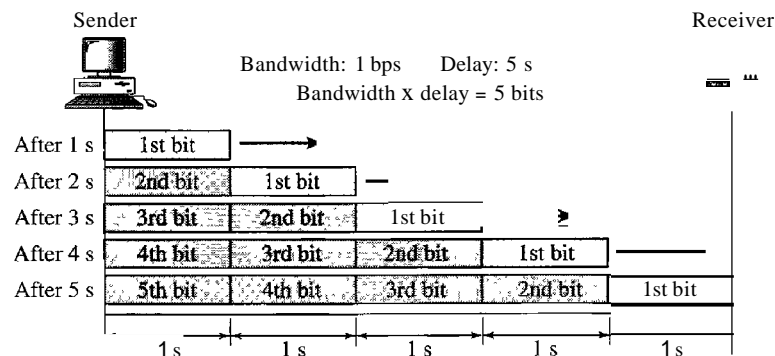 Sender
Receiver
Bandwidth: 1 bps Delay: 5 s
Bandwidth x delay = 5 bits
After 1 s 1st bit
After 2 s 2nd bit 1st bit
After 3 s 3rd bit 2nd bit 1st bit
After 4 s 4th bit 3rd bit 2nd bit 1st bit
After 5 s 5th bit 4th bit 3rd bit 2nd bit 1st bit
1 s 1 s 1 s 1 s 1 s